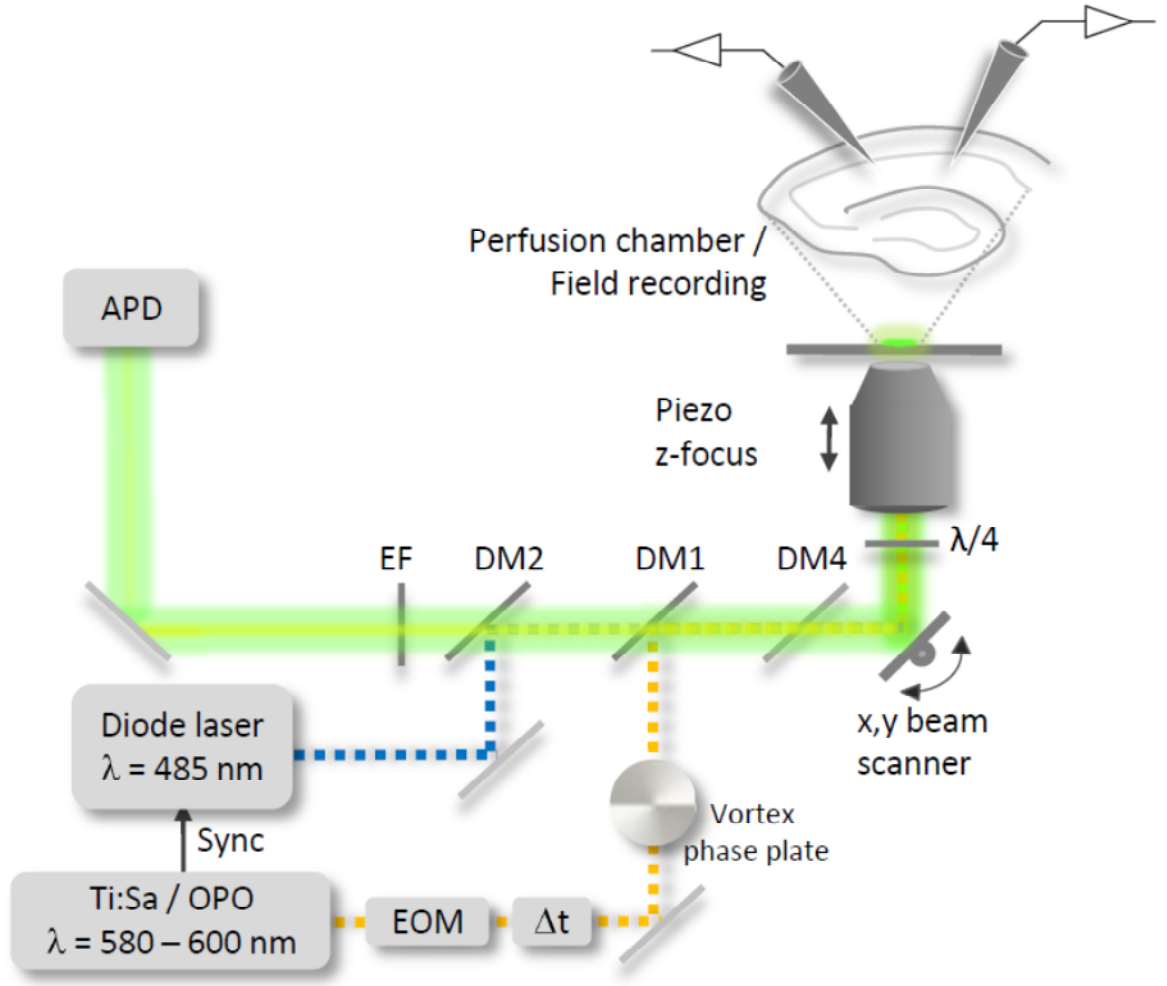 Perfusion chamber /
Field recording
APD
Piezo
z-focus
λ/4
EF
DM2
DM1
DM4
x,y beam
scanner
Diode laser
λ = 485 nm
Vortex
phase plate
Sync
Ti:Sa / OPO
λ = 580 – 600 nm
EOM
Δt